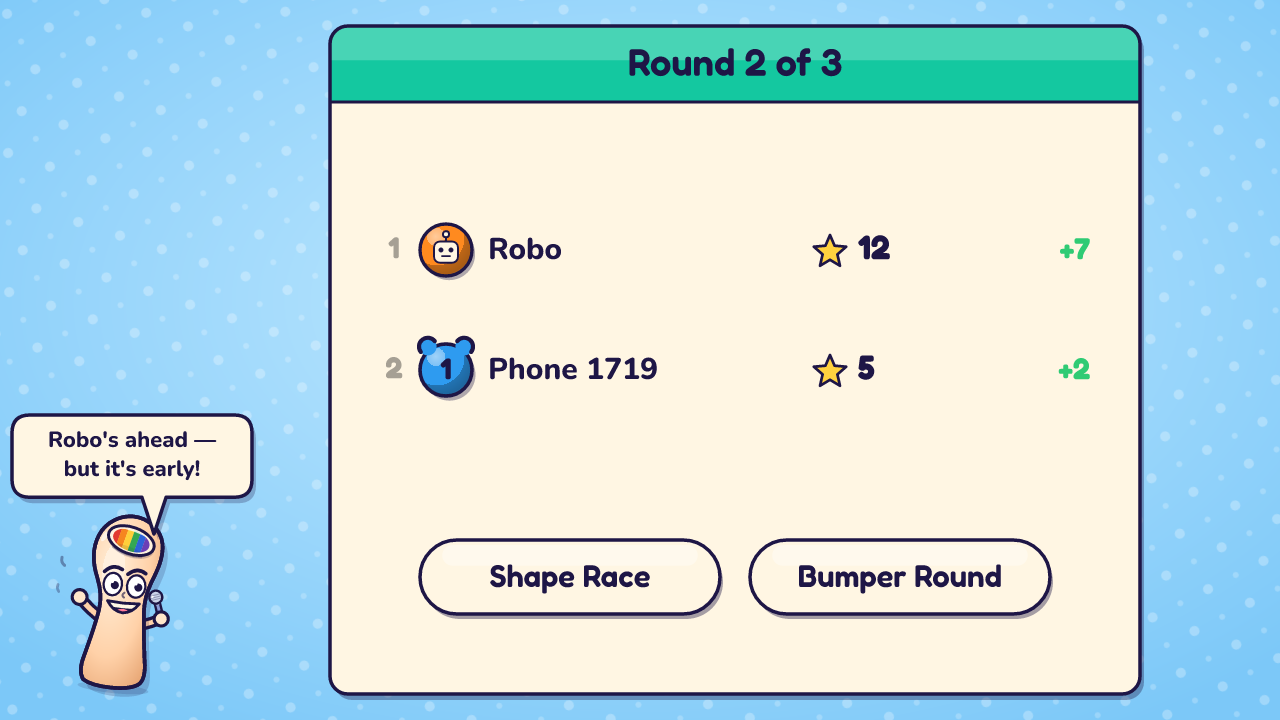 Round 2 of 3
1 Robo 12 +7
2 1 Phone 1719 5 +2
Robo's ahead —
but it's early!
Shape Race
Bumper Round